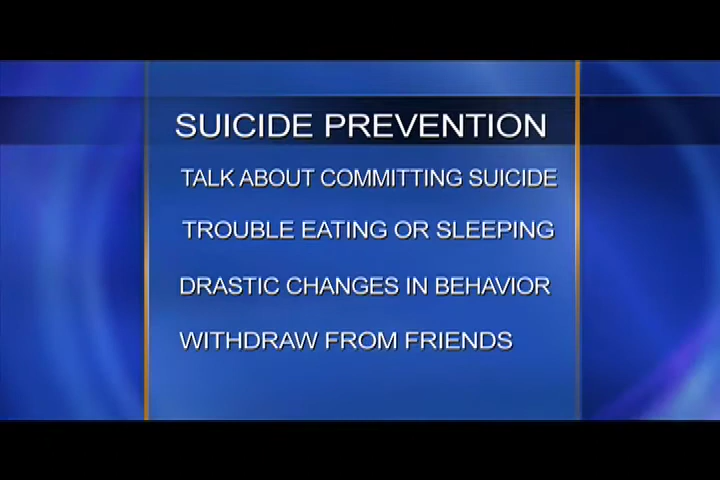 SUICIDE PREVENTION
TALK ABOUT COMMITTING SUICIDE
TROUBLE EATING OR SLEEPING
DRASTIC CHANGES IN BEHAVIOR
WITHDRAW FROM FRIENDS